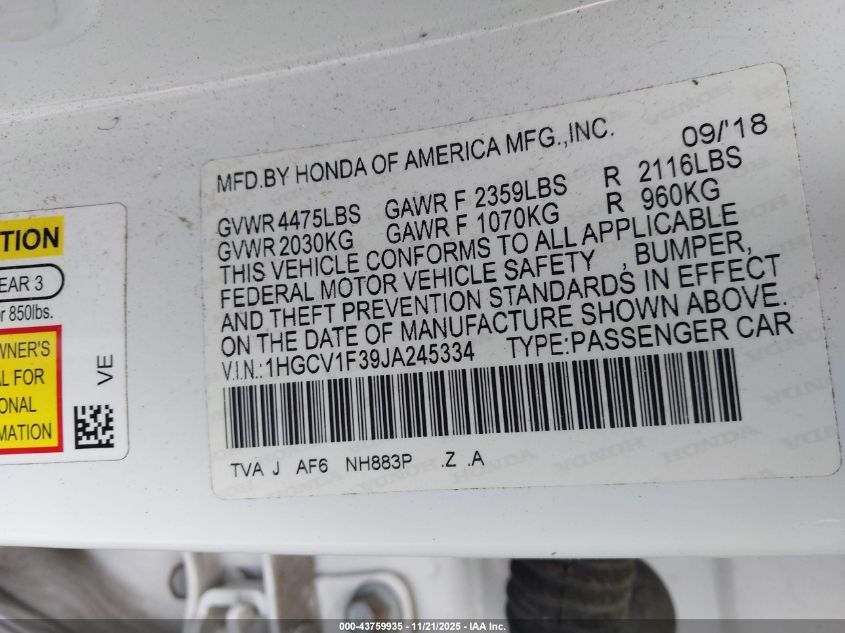 MFD.BY HONDA OF AMERICA MFG.,INC. 09/'18
GVWR 4475LBS GAWR F 2359LBS R 2116LBS
GVWR 2030KG GAWR F 1070KG R 960KG
THIS VEHICLE CONFORMS TO ALL APPLICABLE
FEDERAL MOTOR VEHICLE SAFETY , BUMPER,
AND THEFT PREVENTION STANDARDS IN EFFECT
ON THE DATE OF MANUFACTURE SHOWN ABOVE.
V.I.N.:1HGCV1F39JA245334 TYPE:PASSENGER CAR
TVA J AF6 NH883P .Z .A
TION
EAR 3
r 850lbs.
WNER'S
AL FOR
ONAL
RMATION
VE
000-43759935 - 11/21/2025 - IAA Inc.